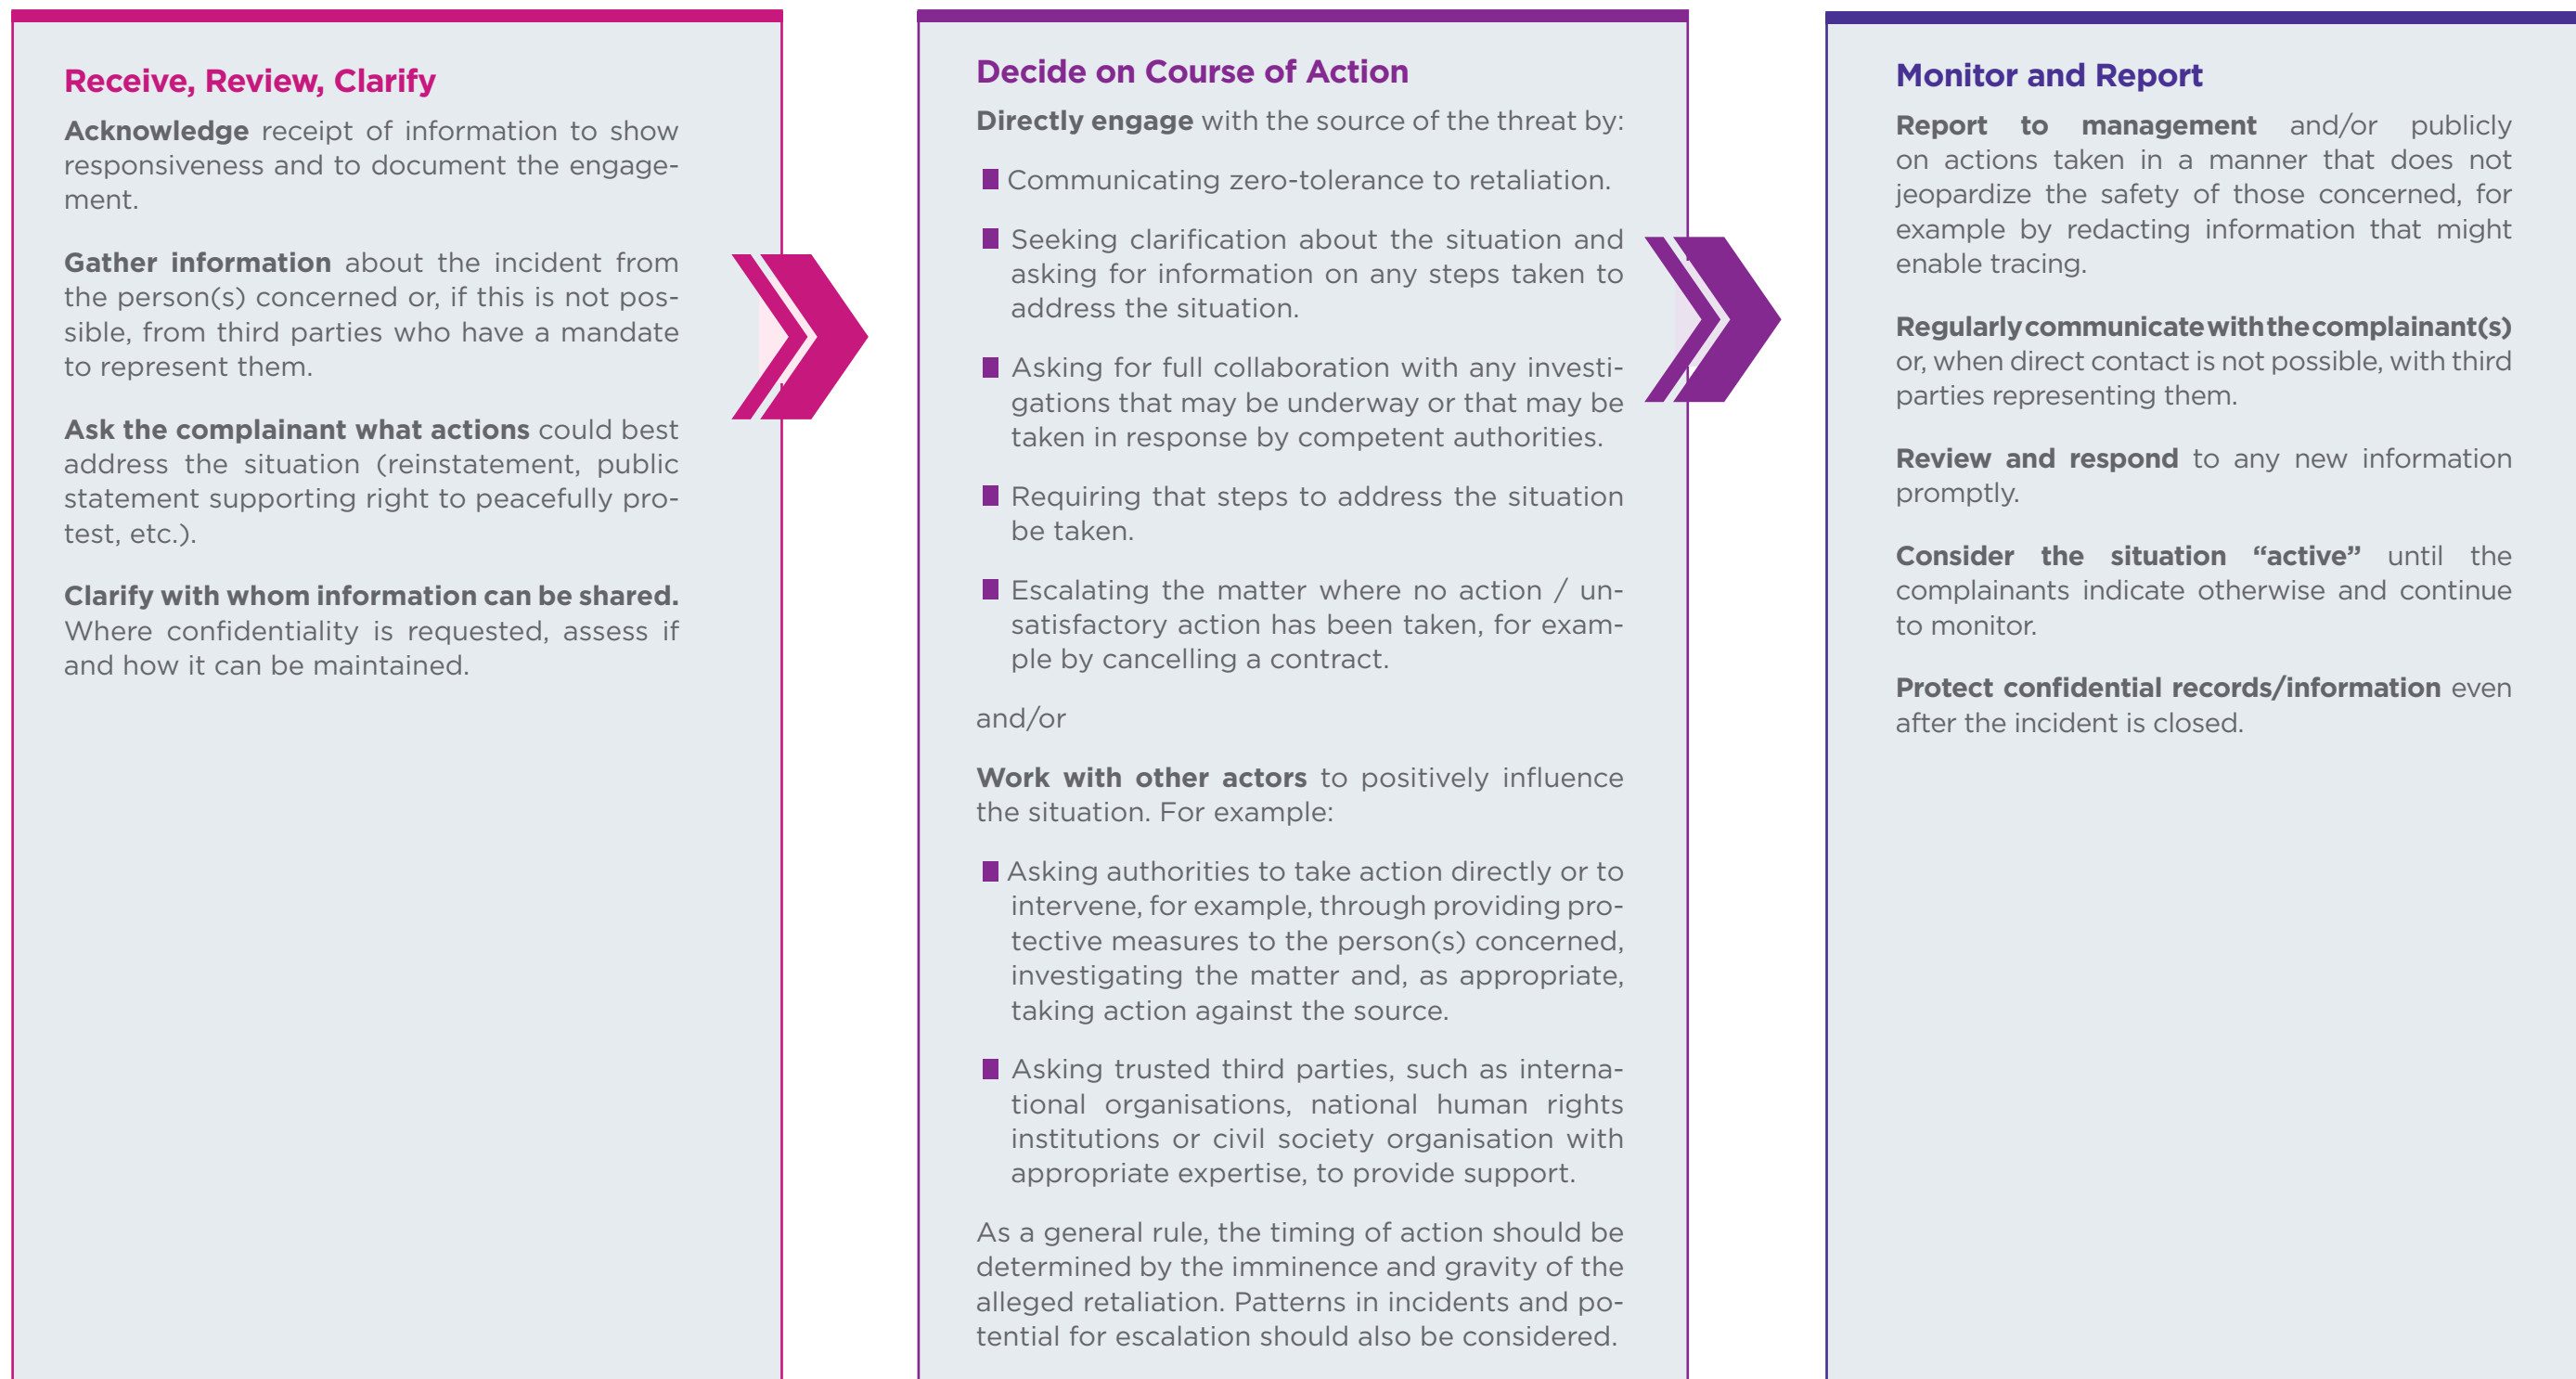 Receive, Review, Clarify
Acknowledge receipt of information to show
responsiveness and to document the engage-
ment.
Gather information about the incident from
the person(s) concerned or, if this is not pos-
sible, from third parties who have a mandate
to represent them.
Ask the complainant what actions could best
address the situation (reinstatement, public
statement supporting right to peacefully pro-
test, etc.).
Clarify with whom information can be shared.
Where confidentiality is requested, assess if
and how it can be maintained.
Decide on Course of Action
Directly engage with the source of the threat by:
Communicating zero-tolerance to retaliation.
Seeking clarification about the situation and
asking for information on any steps taken to
address the situation.
Asking for full collaboration with any investi-
gations that may be underway or that may be
taken in response by competent authorities.
Requiring that steps to address the situation
be taken.
Escalating the matter where no action / un-
satisfactory action has been taken, for exam-
ple by cancelling a contract.
and/or
Work with other actors to positively influence
the situation. For example:
Asking authorities to take action directly or to
intervene, for example, through providing pro-
tective measures to the person(s) concerned,
investigating the matter and, as appropriate,
taking action against the source.
Asking trusted third parties, such as interna-
tional organisations, national human rights
institutions or civil society organisation with
appropriate expertise, to provide support.
As a general rule, the timing of action should be
determined by the imminence and gravity of the
alleged retaliation. Patterns in incidents and po-
tential for escalation should also be considered.
Monitor and Report
Report to management and/or publicly
on actions taken in a manner that does not
jeopardize the safety of those concerned, for
example by redacting information that might
enable tracing.
Regularly communicate with the complainant(s)
or, when direct contact is not possible, with third
parties representing them.
Review and respond to any new information
promptly.
Consider the situation “active” until the
complainants indicate otherwise and continue
to monitor.
Protect confidential records/information even
after the incident is closed.